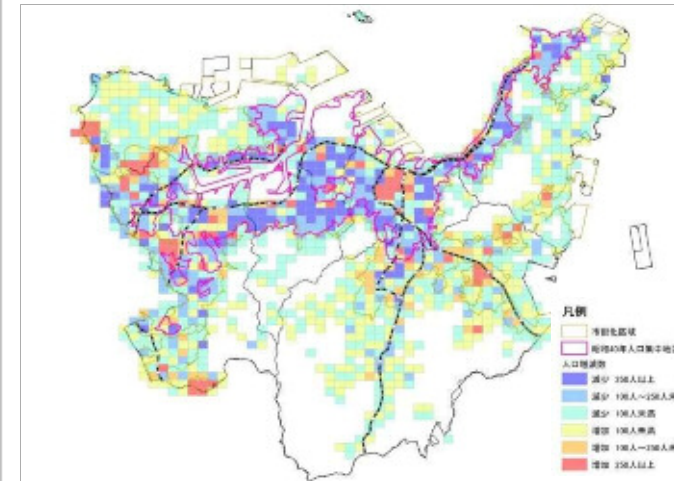 凡例
市街化区域
昭和40年人口集中地区
人口増減数
減少 250人以上
減少 100人～250人未
減少 100人未満
増加 100人未満
増加 100人～250人未
増加 250人以上